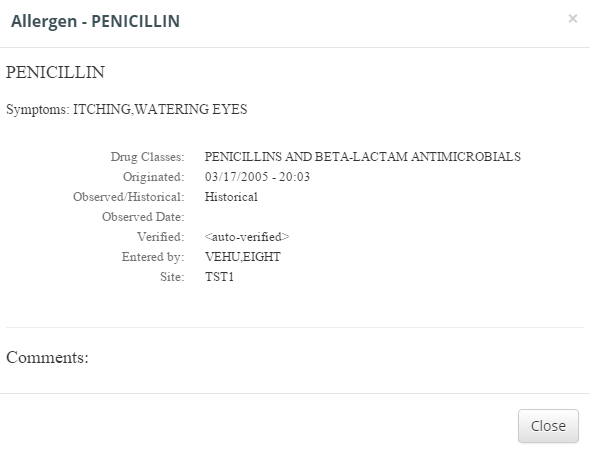 Allergen - PENICILLIN ×
PENICILLIN
Symptoms: ITCHING,WATERING EYES
Drug Classes: PENICILLINS AND BETA-LACTAM ANTIMICROBIALS
Originated: 03/17/2005 - 20:03
Observed/Historical: Historical
Observed Date:
Verified: <auto-verified>
Entered by: VEHU,EIGHT
Site: TST1
Comments:
Close